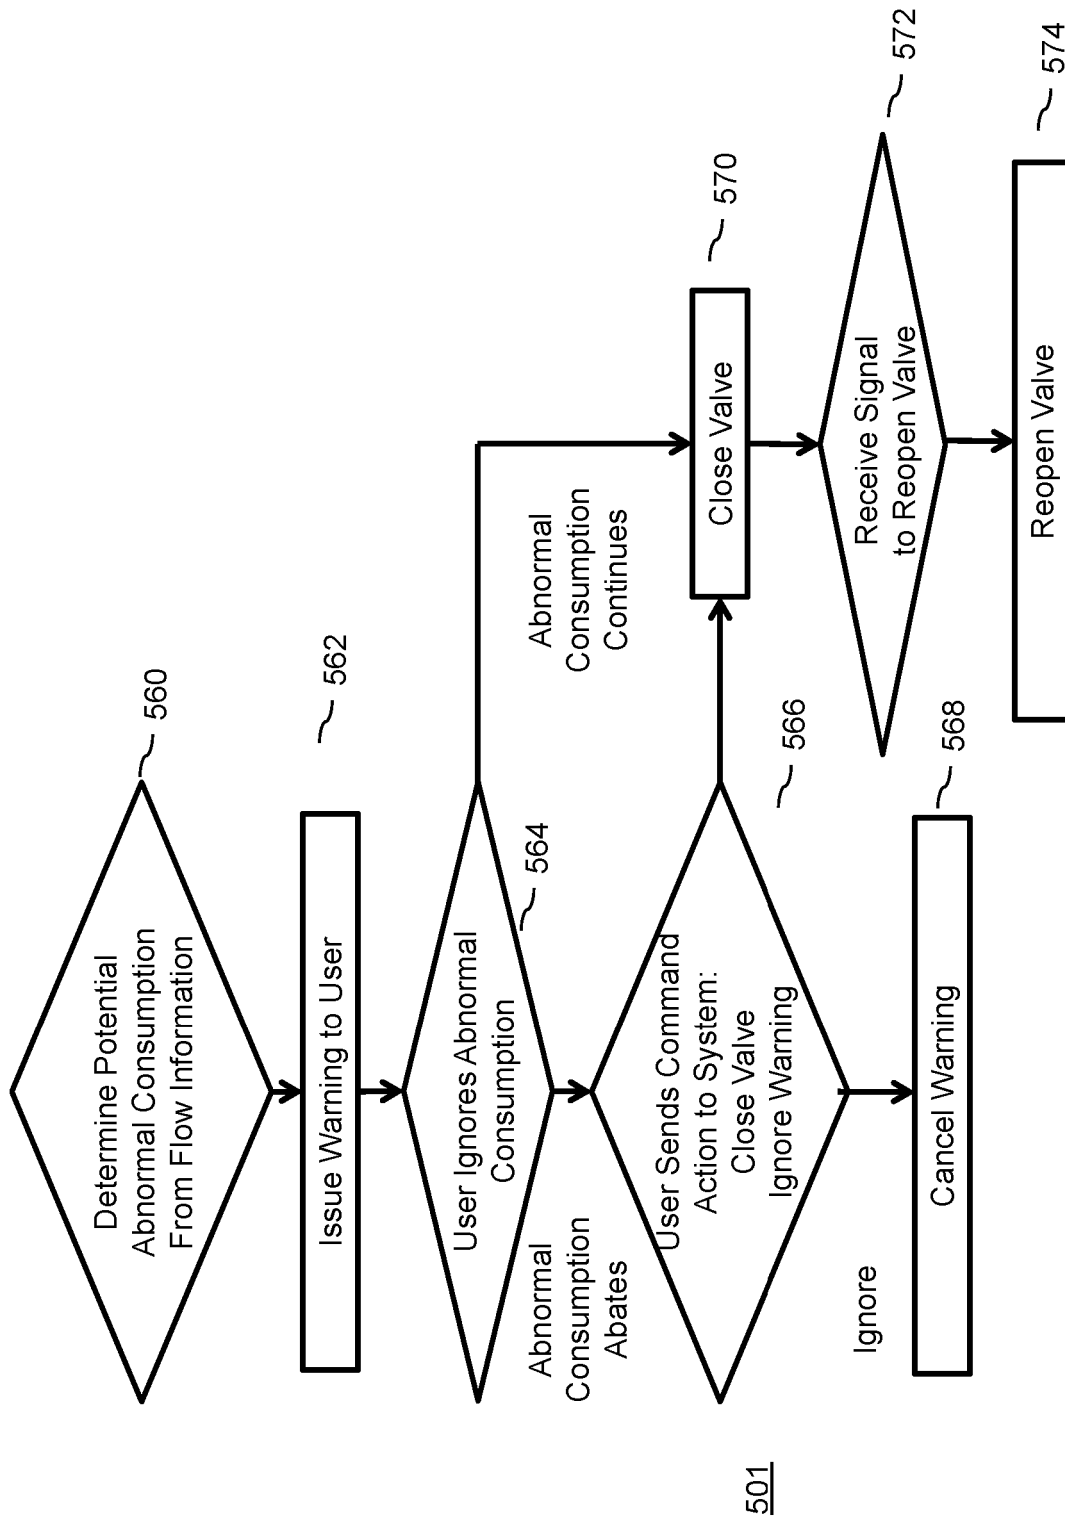 Determine Potential
Abnormal Consumption
From Flow Information
560
Issue Warning to User
562
User Ignores Abnormal
Consumption
564
Abnormal
Consumption
Abates
Abnormal
Consumption
Continues
User Sends Command
Action to System:
Close Valve
Ignore Warning
566
Close Valve
570
Ignore
Cancel Warning
568
Receive Signal
to Reopen Valve
572
Reopen Valve
574
501